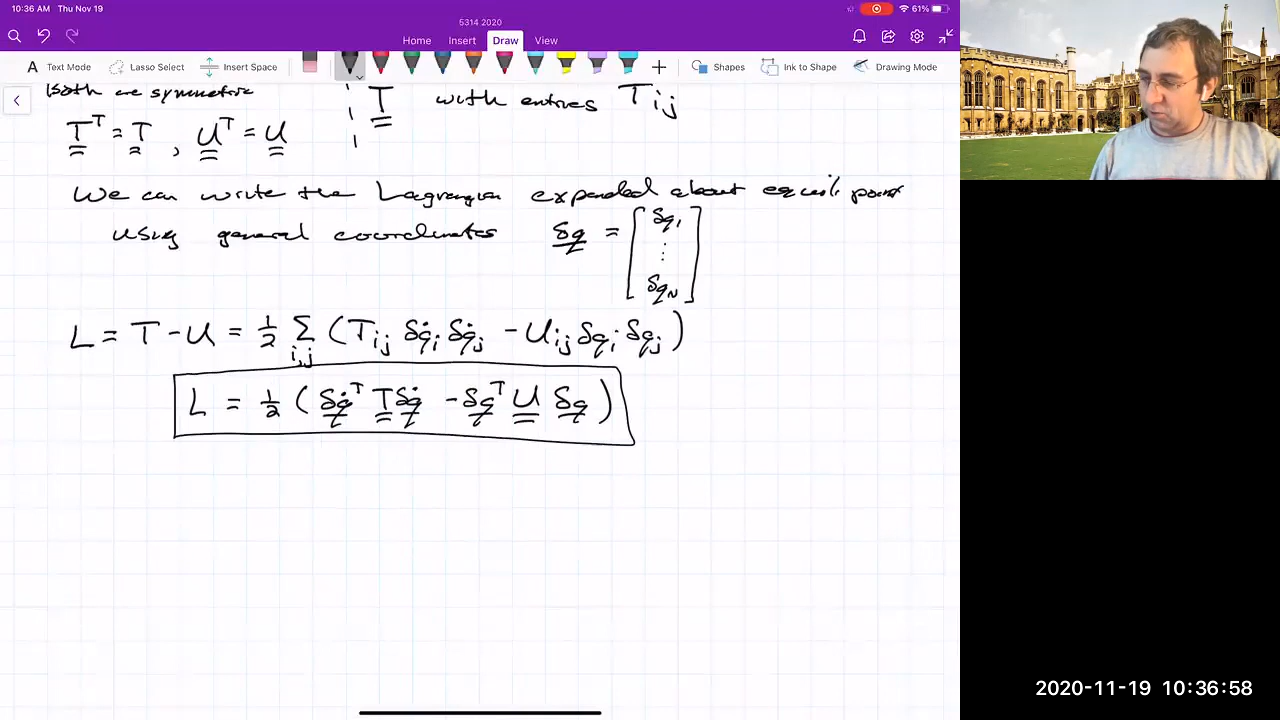 10:36 AM Thu Nov 19
61%
5314 2020
Home Insert Draw View
A Text Mode Lasso Select Insert Space Shapes Ink to Shape Drawing Mode
Both are symmetric
T with entries Tij
T^T = T , U^T = U
We can write the Lagrangian expanded about equil. point
using general coordinates δq = [δq1 ⋮ δqN]
L = T - U = 1/2 Σ i,j (Tij δq̇i δq̇j - Uij δqi δqj)
L = 1/2 (δq̇^T T δq̇ - δq^T U δq)
2020-11-19 10:36:58